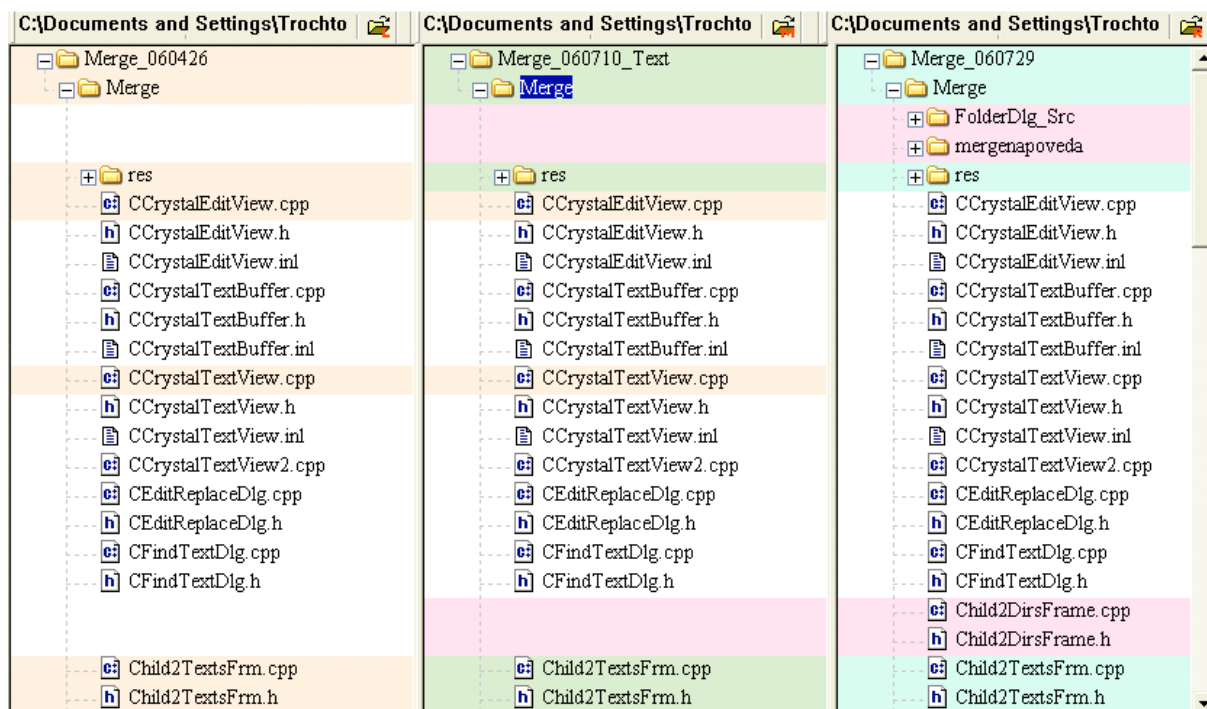 C:\Documents and Settings\Trochto
Merge_060426
Merge
res
CCrystalEditView.cpp
CCrystalEditView.h
CCrystalEditView.inl
CCrystalTextBuffer.cpp
CCrystalTextBuffer.h
CCrystalTextBuffer.inl
CCrystalTextView.cpp
CCrystalTextView.h
CCrystalTextView.inl
CCrystalTextView2.cpp
CEditReplaceDlg.cpp
CEditReplaceDlg.h
CFindTextDlg.cpp
CFindTextDlg.h
Child2TextsFrm.cpp
Child2TextsFrm.h
C:\Documents and Settings\Trochto
Merge_060710_Text
Merge
res
CCrystalEditView.cpp
CCrystalEditView.h
CCrystalEditView.inl
CCrystalTextBuffer.cpp
CCrystalTextBuffer.h
CCrystalTextBuffer.inl
CCrystalTextView.cpp
CCrystalTextView.h
CCrystalTextView.inl
CCrystalTextView2.cpp
CEditReplaceDlg.cpp
CEditReplaceDlg.h
CFindTextDlg.cpp
CFindTextDlg.h
Child2TextsFrm.cpp
Child2TextsFrm.h
C:\Documents and Settings\Trochto
Merge_060729
Merge
FolderDlg_Src
mergenapoveda
res
CCrystalEditView.cpp
CCrystalEditView.h
CCrystalEditView.inl
CCrystalTextBuffer.cpp
CCrystalTextBuffer.h
CCrystalTextBuffer.inl
CCrystalTextView.cpp
CCrystalTextView.h
CCrystalTextView.inl
CCrystalTextView2.cpp
CEditReplaceDlg.cpp
CEditReplaceDlg.h
CFindTextDlg.cpp
CFindTextDlg.h
Child2DirsFrame.cpp
Child2DirsFrame.h
Child2TextsFrm.cpp
Child2TextsFrm.h